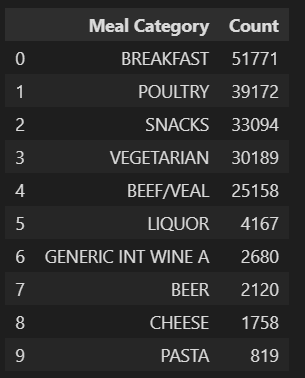 Meal Category Count
0 BREAKFAST 51771
1 POULTRY 39172
2 SNACKS 33094
3 VEGETARIAN 30189
4 BEEF/VEAL 25158
5 LIQUOR 4167
6 GENERIC INT WINE A 2680
7 BEER 2120
8 CHEESE 1758
9 PASTA 819